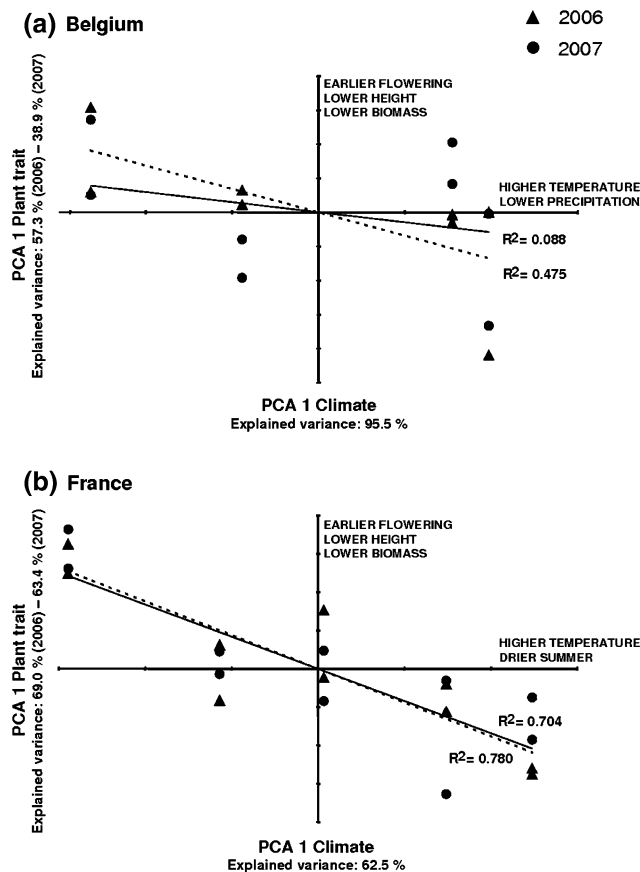 (a) Belgium
2006
2007
EARLIER FLOWERING
LOWER HEIGHT
LOWER BIOMASS
PCA 1 Plant trait
Explained variance: 57.3 % (2006) – 38.9 % (2007)
HIGHER TEMPERATURE
LOWER PRECIPITATION
R2= 0.088
R2= 0.475
PCA 1 Climate
Explained variance: 95.5 %
(b) France
EARLIER FLOWERING
LOWER HEIGHT
LOWER BIOMASS
PCA 1 Plant trait
Explained variance: 69.0 % (2006) – 63.4 % (2007)
HIGHER TEMPERATURE
DRIER SUMMER
R2= 0.704
R2= 0.780
PCA 1 Climate
Explained variance: 62.5 %